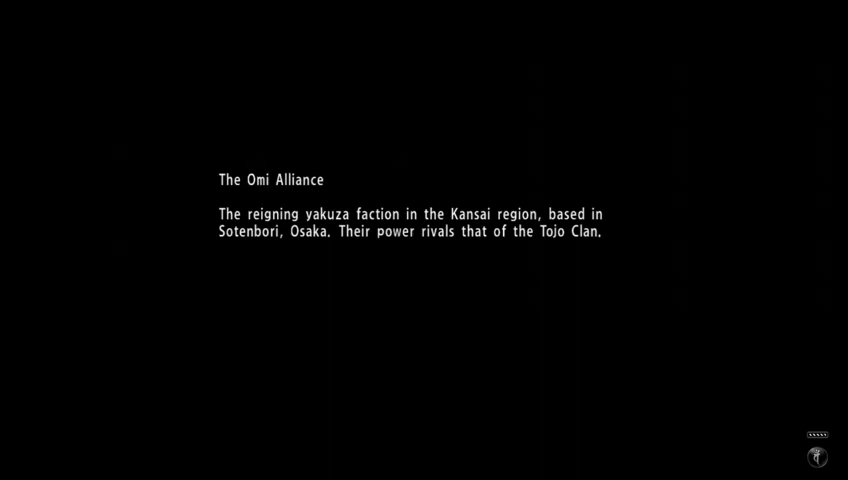 The Omi Alliance
The reigning yakuza faction in the Kansai region, based in
Sotenbori, Osaka. Their power rivals that of the Tojo Clan.